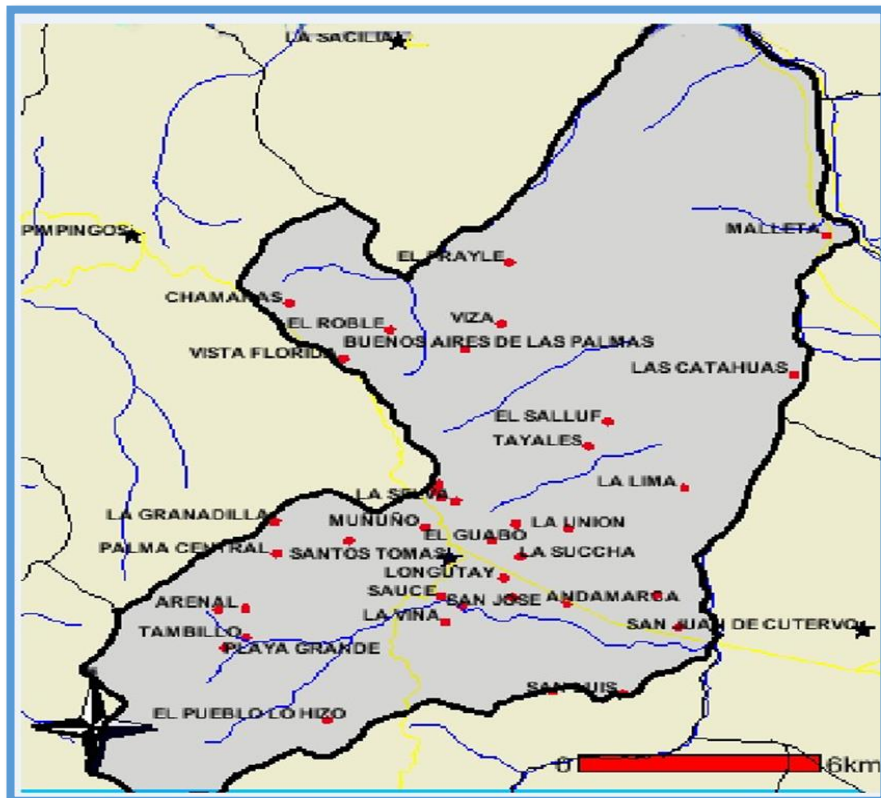 LA SACILIA
PIMPINGOS
MALLETA
EL FRAYLE
CHAMANAS
EL ROBLE
VIZA
BUENOS AIRES DE LAS PALMAS
VISTA FLORIDA
LAS CATAHUAS
EL SALLUF
TAYALES
LA LIMA
LA SELVA
LA GRANADILLA
MUÑUÑO
LA UNION
EL GUABO
PALMA CENTRAL
SANTOS TOMAS
LA SUCCHA
LONGUTAY
SAUCE
ARENAL
SAN JOSE
ANDAMARCA
LA VIÑA
SAN JUAN DE CUTERVO
TAMBILLO
PLAYA GRANDE
SAN LUIS
EL PUEBLO LO HIZO
0 6km